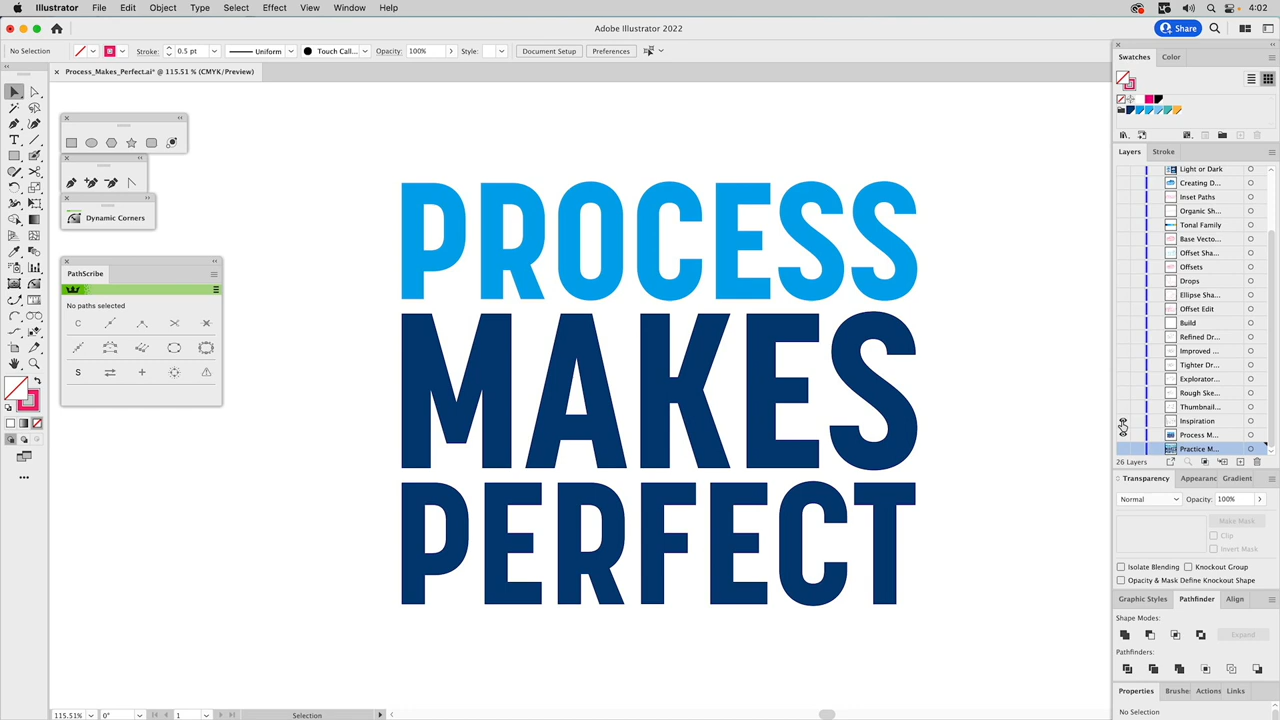 Illustrator File Edit Object Type Select Effect View Window Help 4:02
Adobe Illustrator 2022
Share
No Selection Stroke: 0.5 pt Uniform Touch Call... Opacity: 100% Style: Document Setup Preferences
Process_Makes_Perfect.ai* @ 115.51 % (CMYK/Preview)
Dynamic Corners
PathScribe
No paths selected
C
S
PROCESS
MAKES
PERFECT
Swatches Color
Layers Stroke
Light or Dark
Creating D...
Inset Paths
Organic Sh...
Tonal Family
Base Vecto...
Offset Sha...
Offsets
Drops
Ellipse Sha...
Offset Edit
Build
Refined Dr...
Improved ...
Tighter Dr...
Explorator...
Rough Ske...
Thumbnail...
Inspiration
Process M...
Practice M...
26 Layers
Transparency Appearanc Gradient
Normal Opacity: 100%
Make Mask
Clip
Invert Mask
Isolate Blending Knockout Group
Opacity & Mask Define Knockout Shape
Graphic Styles Pathfinder Align
Shape Modes:
Expand
Pathfinders:
Properties Brushe Actions Links
No Selection
115.51% 0° 1 Selection